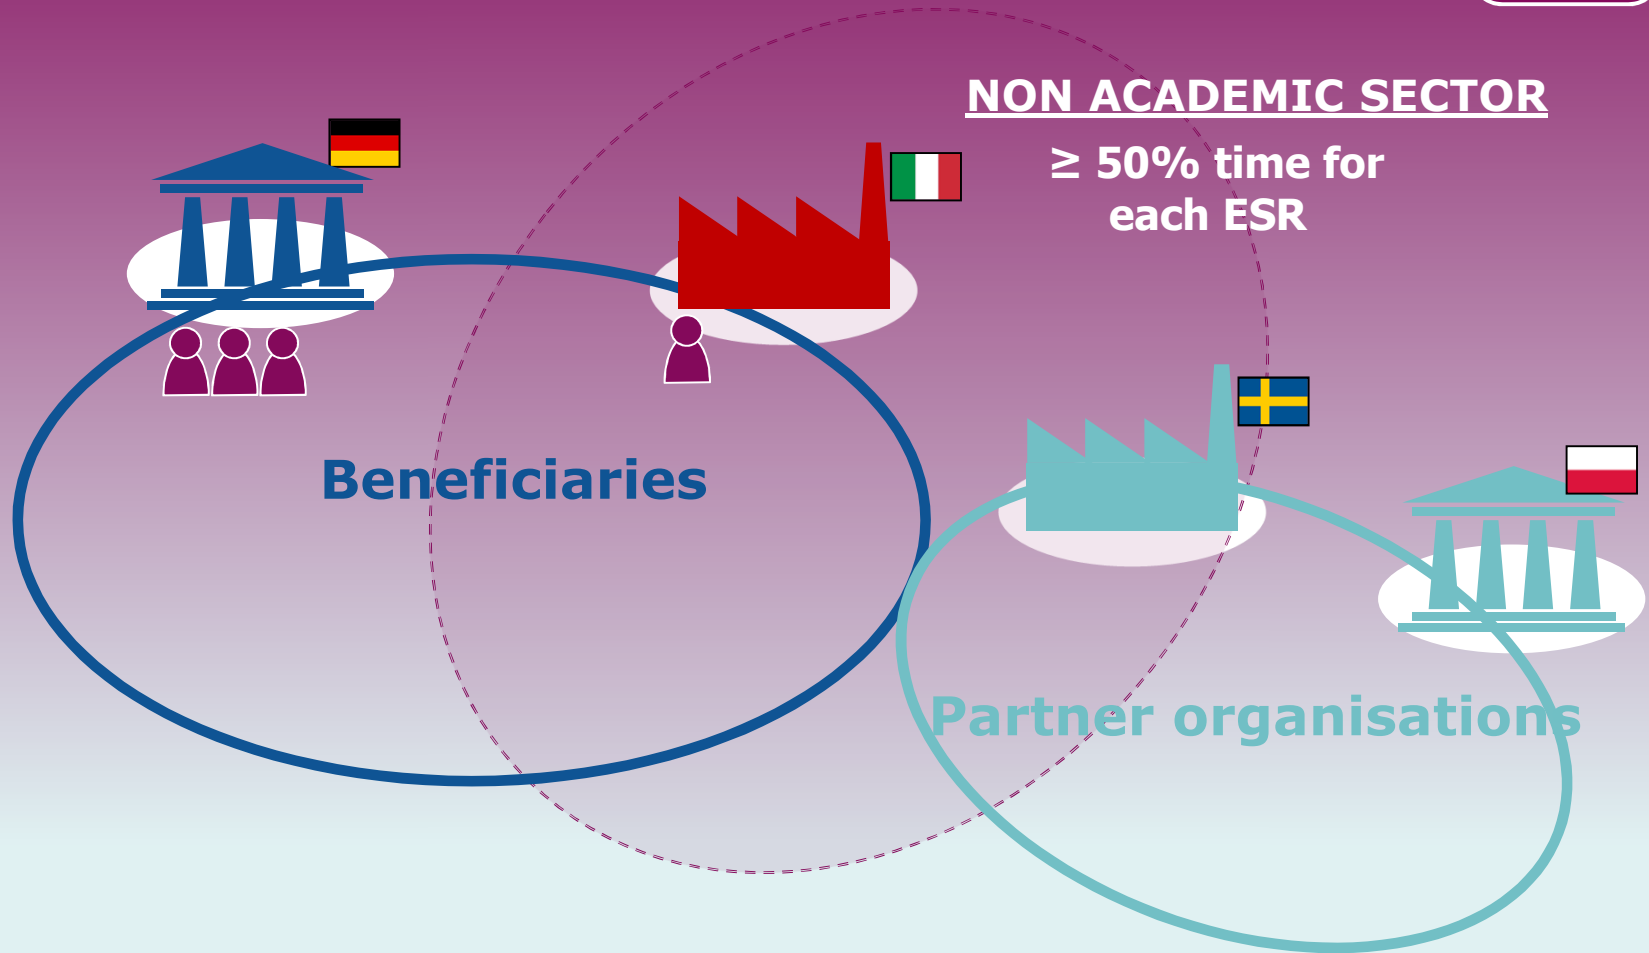 NON ACADEMIC SECTOR
≥ 50% time for
each ESR
Beneficiaries
Partner organisations